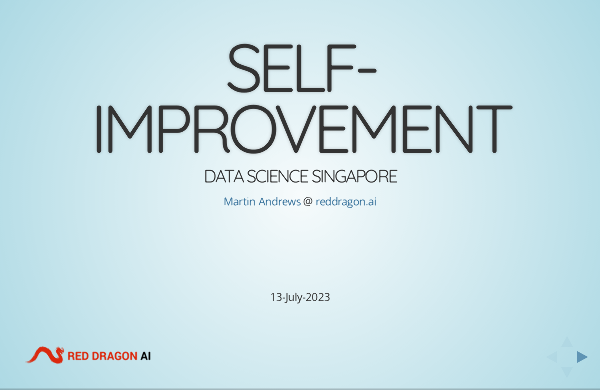 SELF-
IMPROVEMENT
DATA SCIENCE SINGAPORE
Martin Andrews @ reddragon.ai
13-July-2023
RED DRAGON AI